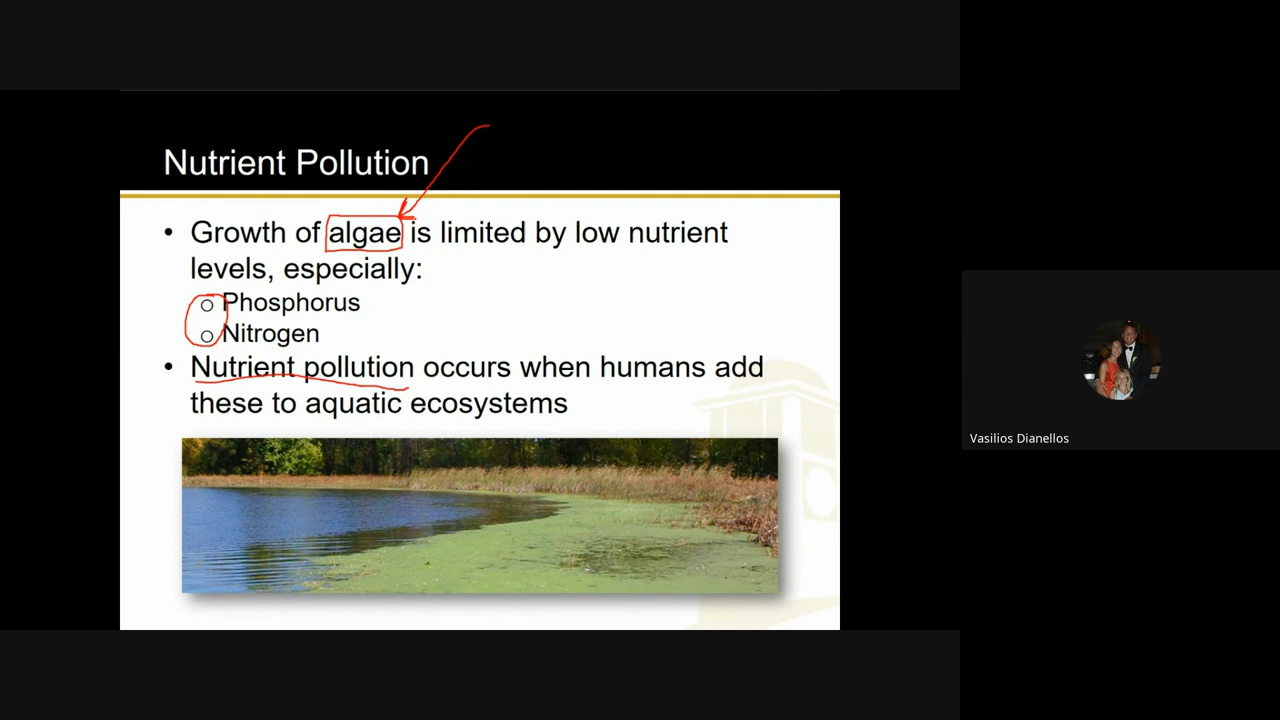 Nutrient Pollution
• Growth of algae is limited by low nutrient
levels, especially:
o Phosphorus
o Nitrogen
• Nutrient pollution occurs when humans add
these to aquatic ecosystems
Vasilios Dianellos